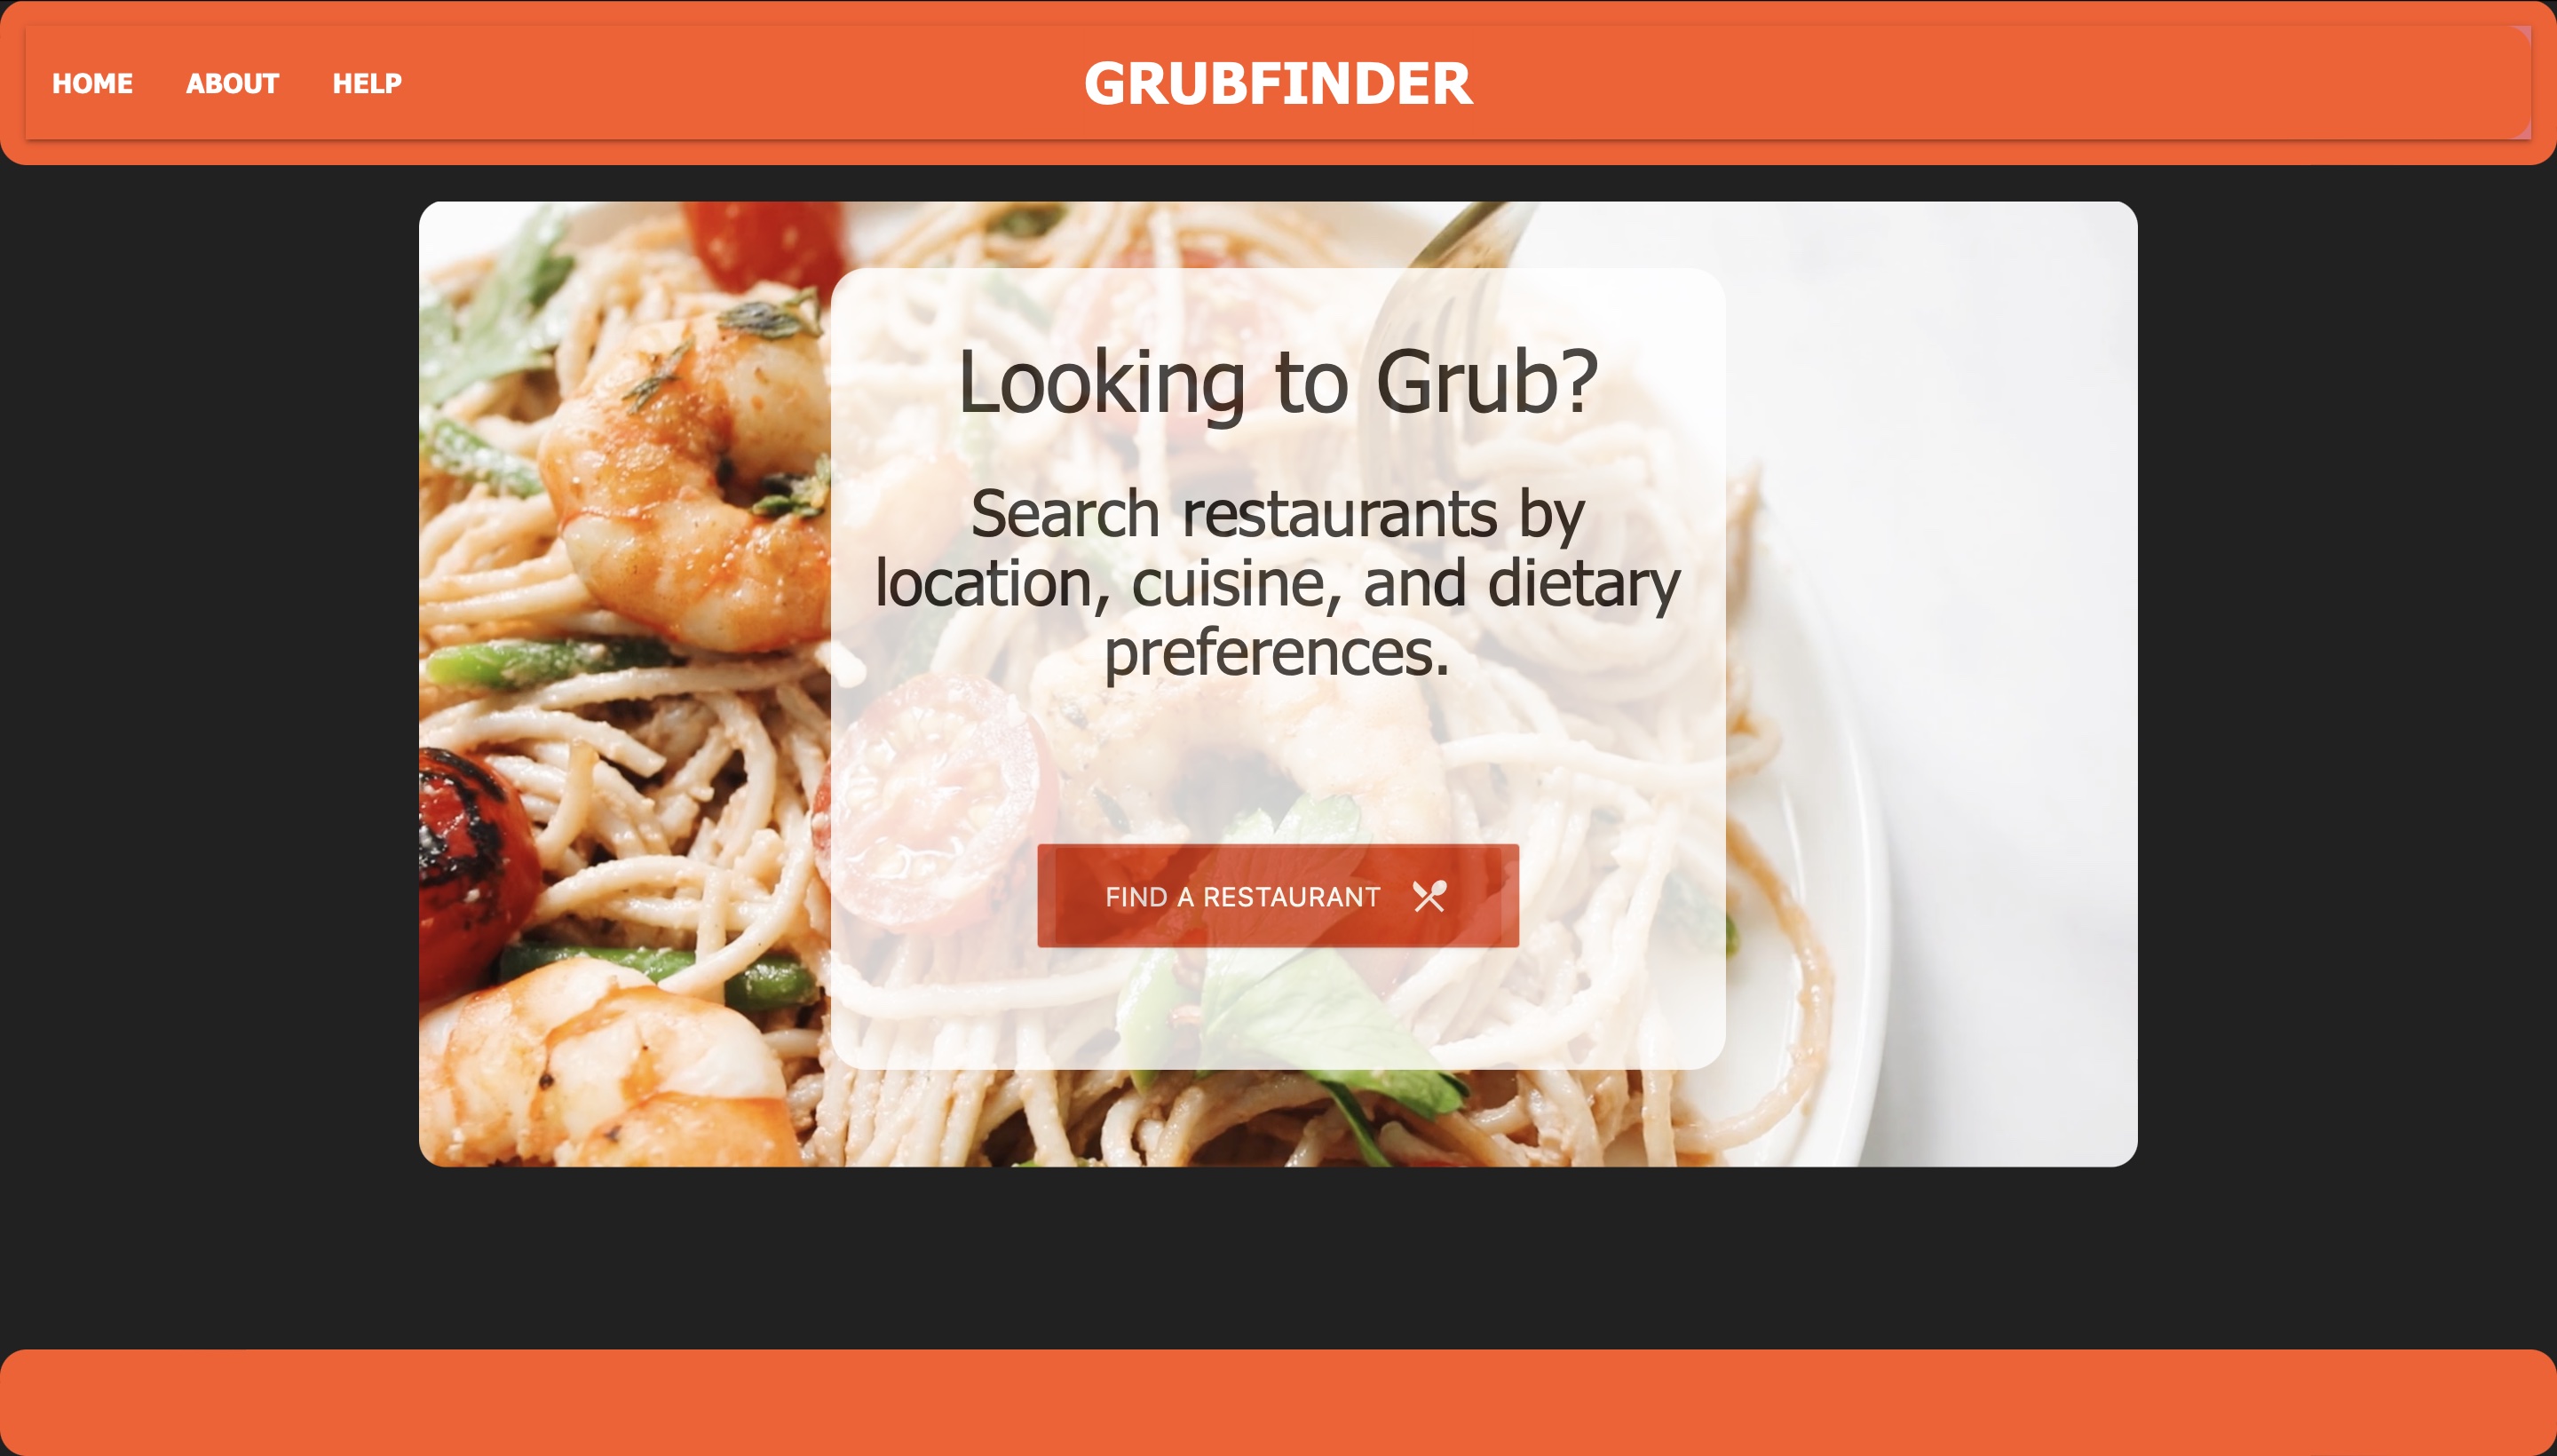 HOME ABOUT HELP GRUBFINDER
Looking to Grub?
Search restaurants by
location, cuisine, and dietary
preferences.
FIND A RESTAURANT